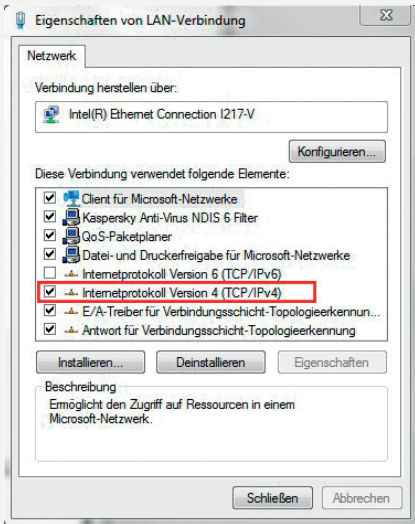 Eigenschaften von LAN-Verbindung
Netzwerk
Verbindung herstellen über:
Intel(R) Ethernet Connection I217-V
Konfigurieren...
Diese Verbindung verwendet folgende Elemente:
Client für Microsoft-Netzwerke
Kaspersky Anti-Virus NDIS 6 Filter
QoS-Paketplaner
Datei- und Druckerfreigabe für Microsoft-Netzwerke
Internetprotokoll Version 6 (TCP/IPv6)
Internetprotokoll Version 4 (TCP/IPv4)
E/A-Treiber für Verbindungsschicht-Topologieerkennun...
Antwort für Verbindungsschicht-Topologieerkennung
Installieren... Deinstallieren Eigenschaften
Beschreibung
Ermöglicht den Zugriff auf Ressourcen in einem
Microsoft-Netzwerk.
Schließen Abbrechen